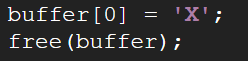 buffer[0] = 'X';
free(buffer);